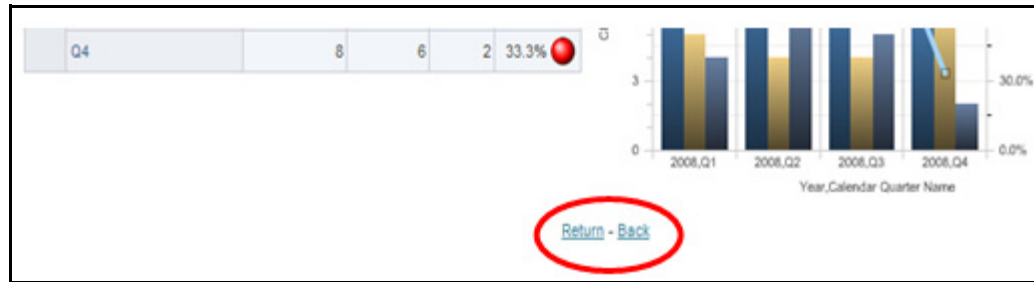 Q4 8 6 2 33.3%
3 30.0%
0 0.0%
2008,Q1 2008,Q2 2008,Q3 2008,Q4
Year,Calendar Quarter Name
Return - Back